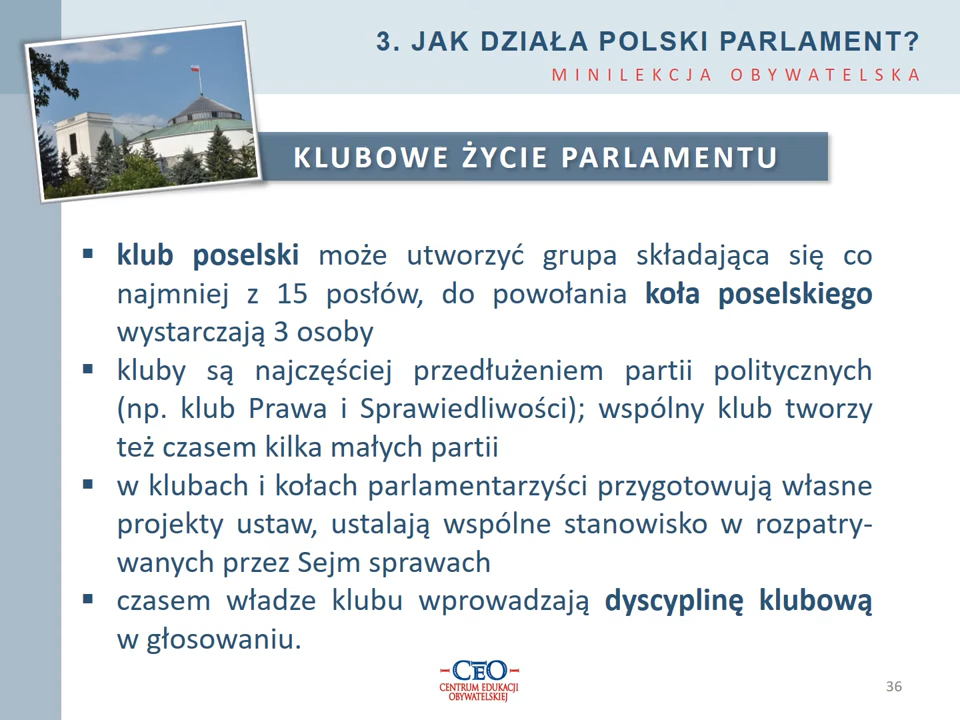 3. JAK DZIAŁA POLSKI PARLAMENT?
MINILEKCJA OBYWATELSKA
KLUBOWE ŻYCIE PARLAMENTU
▪ klub poselski może utworzyć grupa składająca się co
najmniej z 15 posłów, do powołania koła poselskiego
wystarczają 3 osoby
▪ kluby są najczęściej przedłużeniem partii politycznych
(np. klub Prawa i Sprawiedliwości); wspólny klub tworzy
też czasem kilka małych partii
▪ w klubach i kołach parlamentarzyści przygotowują własne
projekty ustaw, ustalają wspólne stanowisko w rozpatry-
wanych przez Sejm sprawach
▪ czasem władze klubu wprowadzają dyscyplinę klubową
w głosowaniu.
CEO
CENTRUM EDUKACJI
OBYWATELSKIEJ
36